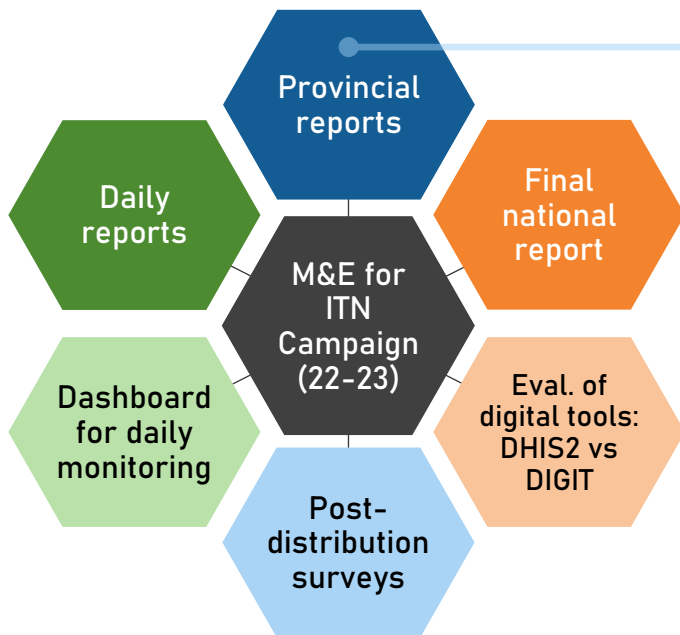 Provincial
reports
Daily
reports
Final
national
report
M&E for
ITN
Campaign
(22-23)
Dashboard
for daily
monitoring
Eval. of
digital tools:
DHIS2 vs
DIGIT
Post-
distribution
surveys